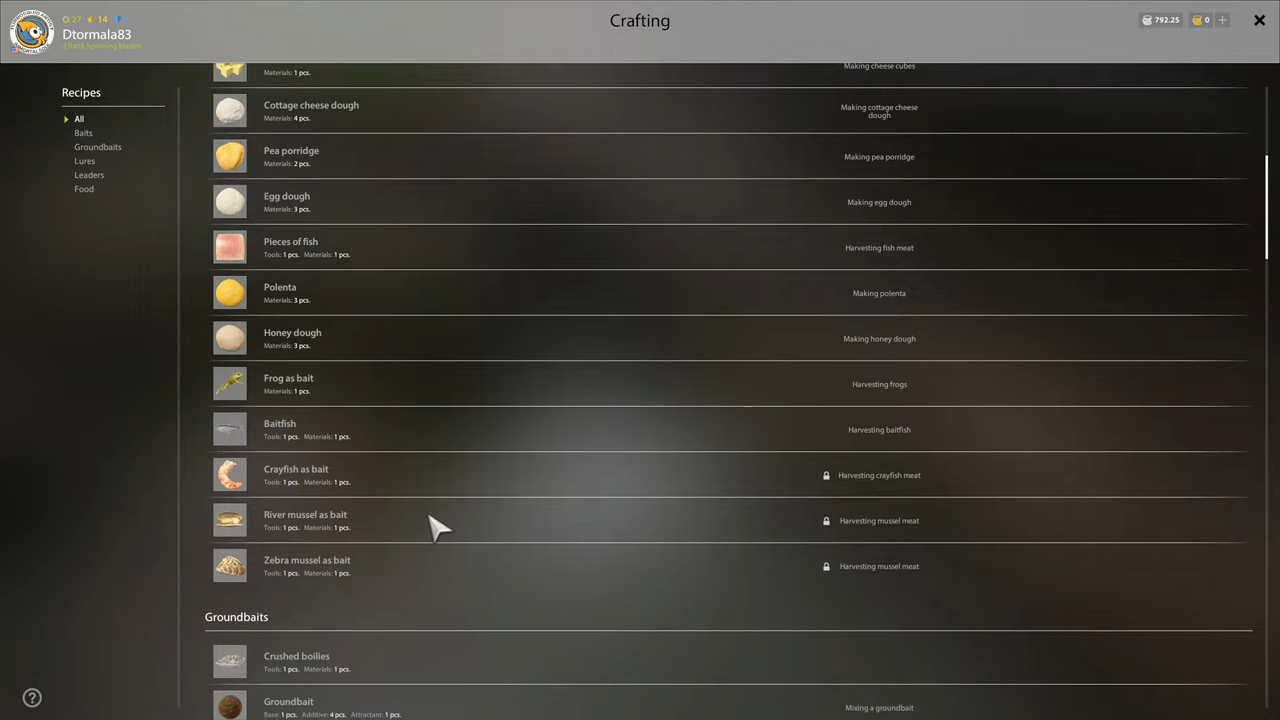 27 14
Crafting
792.25 0
Dtormala83
2 Rank Spinning Master
Recipes
All
Baits
Groundbaits
Lures
Leaders
Food
Materials: 1 pcs.
Making cheese cubes
Cottage cheese dough
Materials: 4 pcs.
Making cottage cheese
dough
Pea porridge
Materials: 2 pcs.
Making pea porridge
Egg dough
Materials: 3 pcs.
Making egg dough
Pieces of fish
Tools: 1 pcs. Materials: 1 pcs.
Harvesting fish meat
Polenta
Materials: 3 pcs.
Making polenta
Honey dough
Materials: 3 pcs.
Making honey dough
Frog as bait
Materials: 1 pcs.
Harvesting frogs
Baitfish
Tools: 1 pcs. Materials: 1 pcs.
Harvesting baitfish
Crayfish as bait
Tools: 1 pcs. Materials: 1 pcs.
Harvesting crayfish meat
River mussel as bait
Tools: 1 pcs. Materials: 1 pcs.
Harvesting mussel meat
Zebra mussel as bait
Tools: 1 pcs. Materials: 1 pcs.
Harvesting mussel meat
Groundbaits
Crushed boilies
Tools: 1 pcs. Materials: 1 pcs.
Groundbait
Base: 1 pcs. Additive: 4 pcs. Attractant: 1 pcs.
Mixing a groundbait